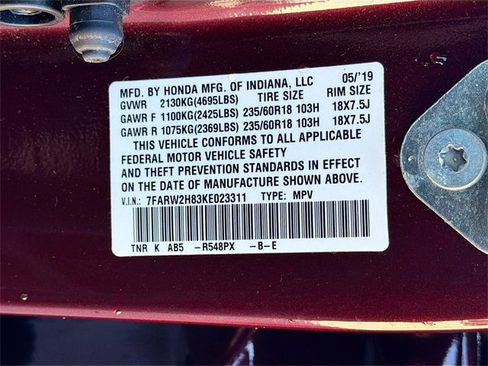 MFD. BY HONDA MFG. OF INDIANA, LLC 05/'19
GVWR 2130KG(4695LBS) TIRE SIZE RIM SIZE
GAWR F 1100KG(2425LBS) 235/60R18 103H 18X7.5J
GAWR R 1075KG(2369LBS) 235/60R18 103H 18X7.5J
THIS VEHICLE CONFORMS TO ALL APPLICABLE
FEDERAL MOTOR VEHICLE SAFETY
AND THEFT PREVENTION STANDARDS IN EFFECT
ON THE DATE OF MANUFACTURE SHOWN ABOVE.
V.I.N.: 7FARW2H83KE023311 TYPE: MPV
TNR K AB5 -R548PX -B-E